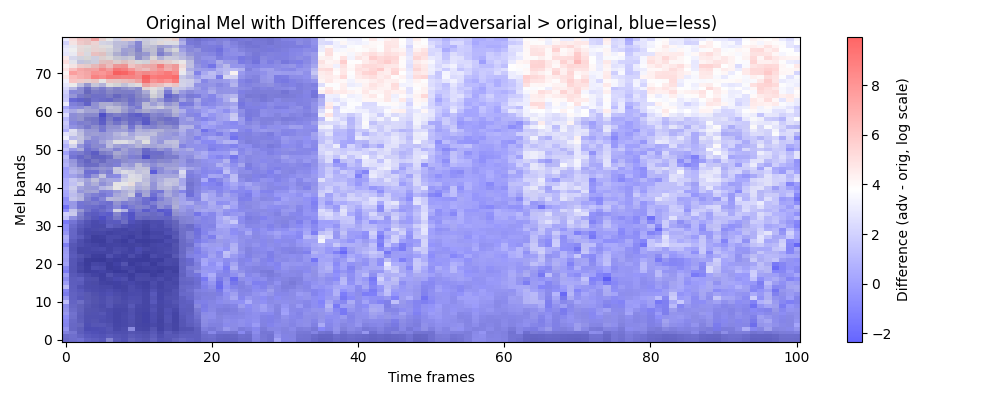 Original Mel with Differences (red=adversarial > original, blue=less)
Mel bands
70
60
50
40
30
20
10
0
0 20 40 60 80 100
Time frames
8
6
4
2
0
−2
Difference (adv - orig, log scale)